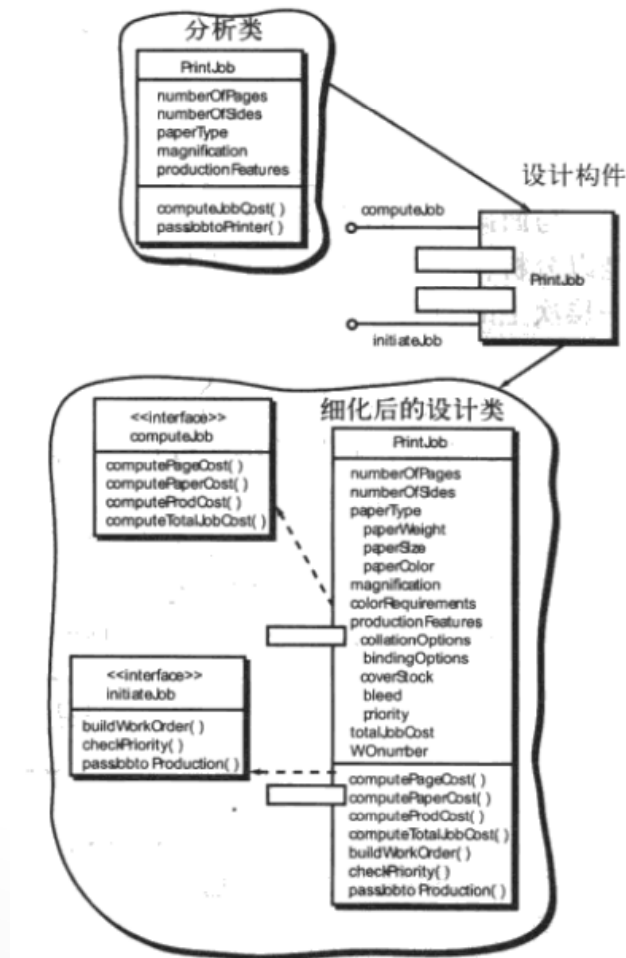 分析类
PrintJob
numberOfPages
numberOfSides
paperType
magnification
productionFeatures
computeJobCost( )
passJobtoPrinter( )
设计构件
computeJob
PrintJob
initiateJob
细化后的设计类
<<interface>>
computeJob
computePageCost( )
computePaperCost( )
computeProdCost( )
computeTotalJobCost( )
PrintJob
numberOfPages
numberOfSides
paperType
paperWeight
paperSize
paperColor
magnification
colorRequirements
productionFeatures
collationOptions
bindingOptions
coverStock
bleed
priority
totalJobCost
WOnumber
<<interface>>
initiateJob
buildWorkOrder( )
checkPriority( )
passJobto Production( )
computePageCost( )
computePaperCost( )
computeProdCost( )
computeTotalJobCost( )
buildWorkOrder( )
checkPriority( )
passJobto Production( )